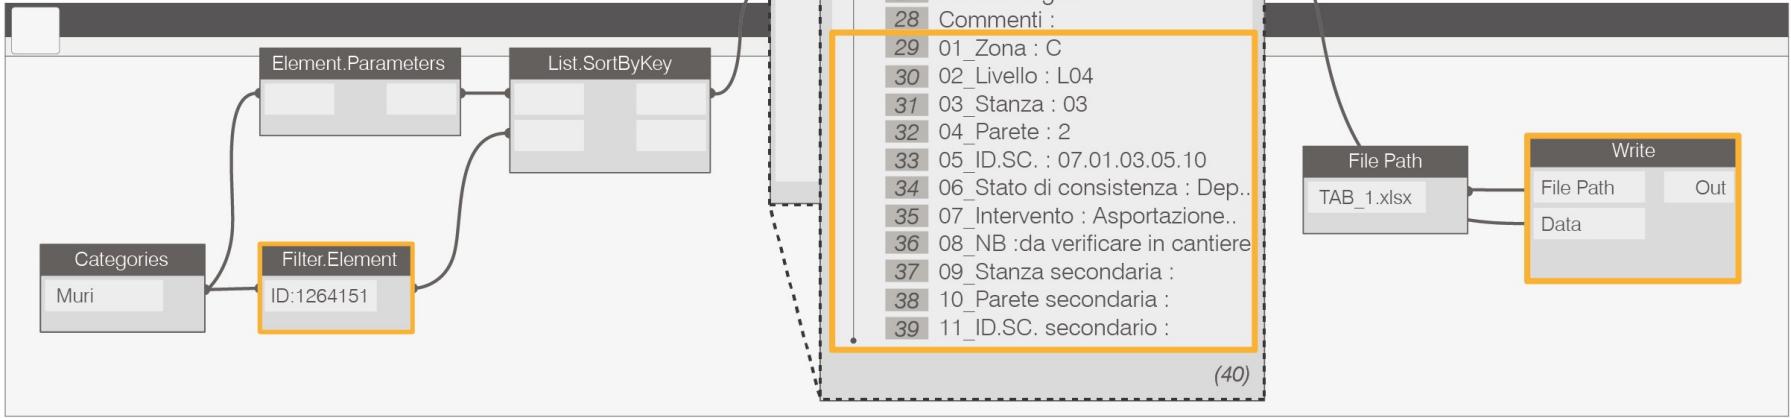 28 Commenti :
Element.Parameters
List.SortByKey
29 01_Zona : C
30 02_Livello : L04
31 03_Stanza : 03
32 04_Parete : 2
33 05_ID.SC. : 07.01.03.05.10
34 06_Stato di consistenza : Dep..
35 07_Intervento : Asportazione..
36 08_NB :da verificare in cantiere
37 09_Stanza secondaria :
38 10_Parete secondaria :
39 11_ID.SC. secondario :
(40)
Categories
Muri
Filter.Element
ID:1264151
File Path
TAB_1.xlsx
Write
File Path Out
Data